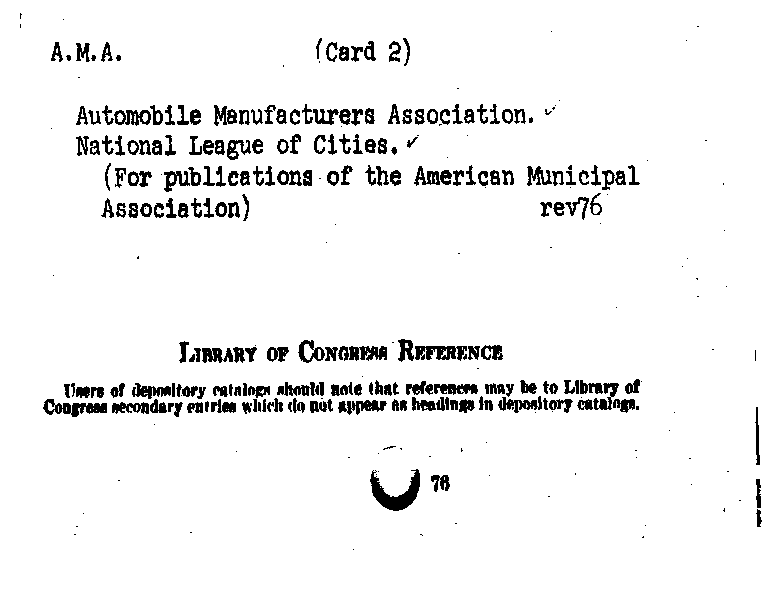 A.M.A. (Card 2)
Automobile Manufacturers Association. ✓
National League of Cities. ✓
(For publications of the American Municipal
Association) rev76
LIBRARY OF CONGRESS REFERENCE
Users of depository catalogs should note that references may be to Library of
Congress secondary entries which do not appear as headings in depository catalogs.
76